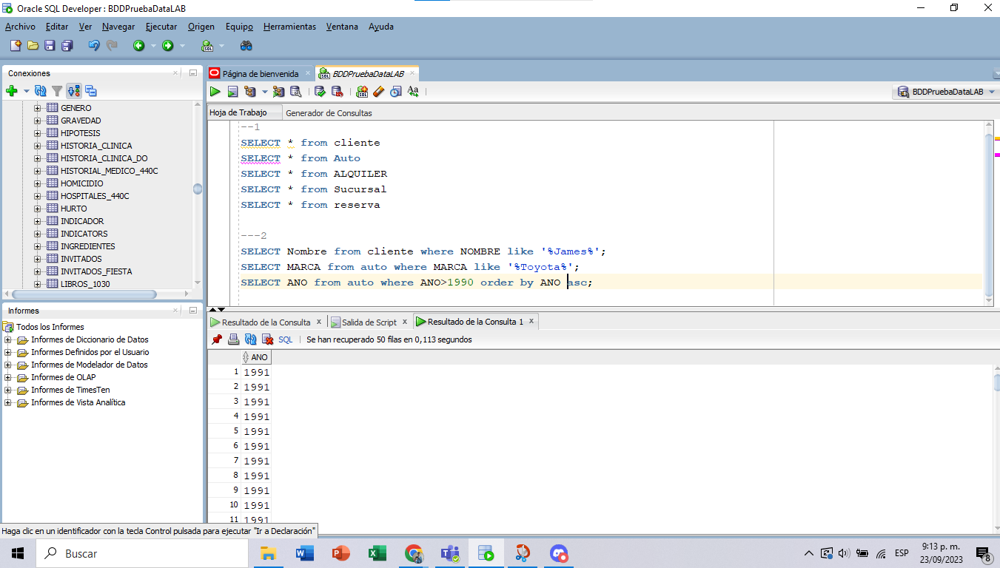 Oracle SQL Developer : BDDPruebaDataLAB
Archivo Editar Ver Navegar Ejecutar Origen Equipo Herramientas Ventana Ayuda
Conexiones
GENERO
GRAVEDAD
HIPOTESIS
HISTORIA_CLINICA
HISTORIA_CLINICA_DO
HISTORIAL_MEDICO_440C
HOMICIDIO
HOSPITALES_440C
HURTO
INDICADOR
INDICATORS
INGREDIENTES
INVITADOS
INVITADOS_FIESTA
LIBROS_1030
Informes
Todos los Informes
Informes de Diccionario de Datos
Informes Definidos por el Usuario
Informes de Modelador de Datos
Informes de OLAP
Informes de TimesTen
Informes de Vista Analítica
Página de bienvenida
BDDPruebaDataLAB
BDDPruebaDataLAB
Hoja de Trabajo Generador de Consultas
--1
SELECT * from cliente
SELECT * from Auto
SELECT * from ALQUILER
SELECT * from Sucursal
SELECT * from reserva
---2
SELECT Nombre from cliente where NOMBRE like '%James%';
SELECT MARCA from auto where MARCA like '%Toyota%';
SELECT ANO from auto where ANO>1990 order by ANO asc;
Resultado de la Consulta x Salida de Script x Resultado de la Consulta 1 x
SQL Se han recuperado 50 filas en 0,113 segundos
ANO
1 1991
2 1991
3 1991
4 1991
5 1991
6 1991
7 1991
8 1991
9 1991
10 1991
11 1991
Haga clic en un identificador con la tecla Control pulsada para ejecutar "Ir a Declaración"
Buscar
ESP
9:13 p. m.
23/09/2023
8